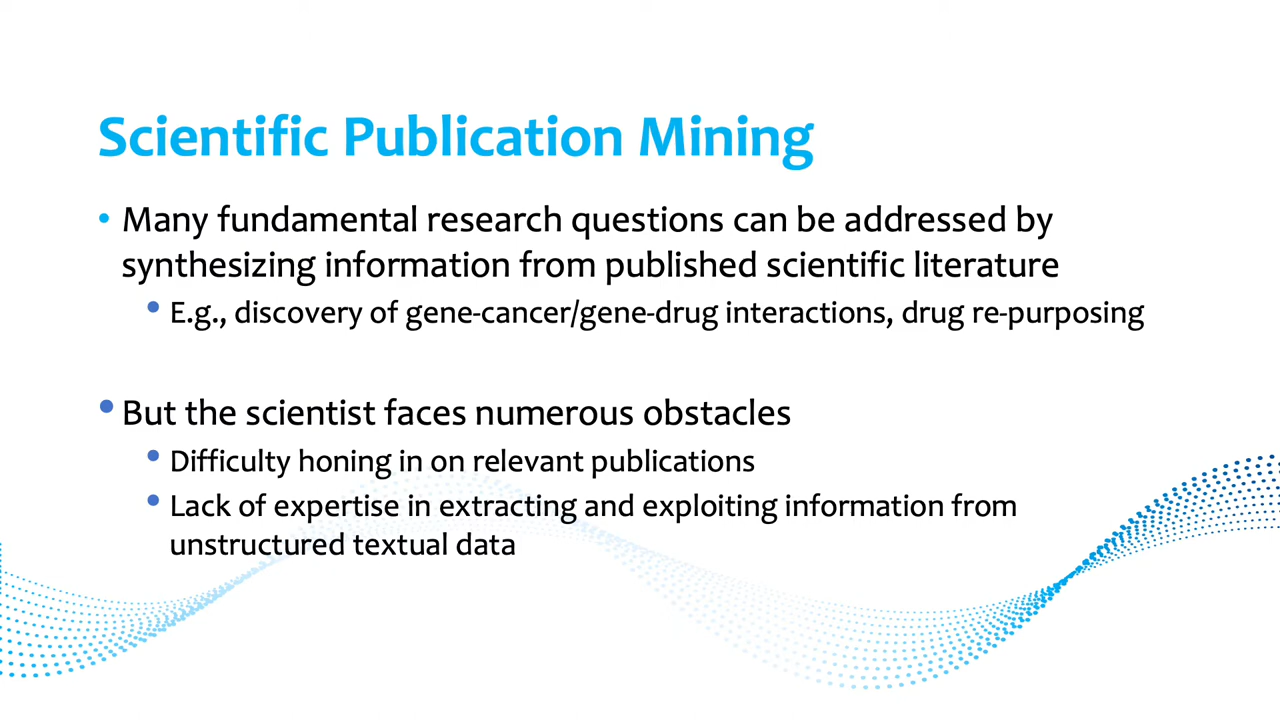 Scientific Publication Mining
• Many fundamental research questions can be addressed by
synthesizing information from published scientific literature
• E.g., discovery of gene-cancer/gene-drug interactions, drug re-purposing
• But the scientist faces numerous obstacles
• Difficulty honing in on relevant publications
• Lack of expertise in extracting and exploiting information from
unstructured textual data